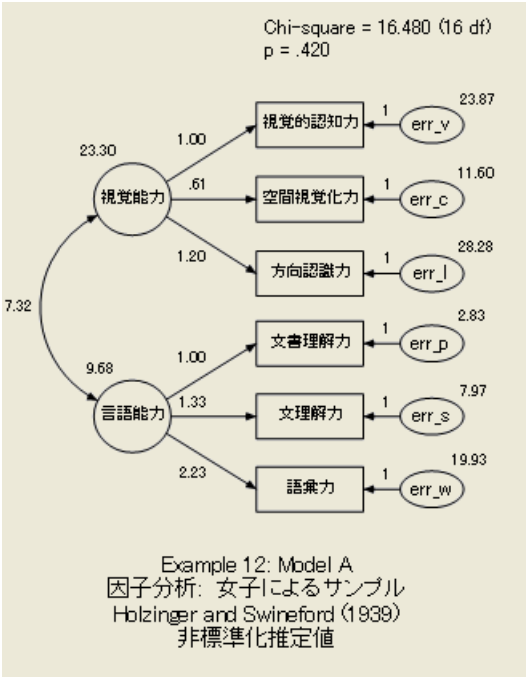 Chi-square = 16.480 (16 df)
p = .420
23.87
1.00
視覚的認知力
1
err_v
23.30
11.60
視覚能力
.61
空間視覚化力
1
err_c
28.28
1.20
方向認識力
1
err_l
7.32
2.83
9.68
1.00
文書理解力
1
err_p
7.97
言語能力
1.33
文理解力
1
err_s
19.93
2.23
語彙力
1
err_w
Example 12: Model A
因子分析: 女子によるサンプル
Holzinger and Swineford (1939)
非標準化推定値